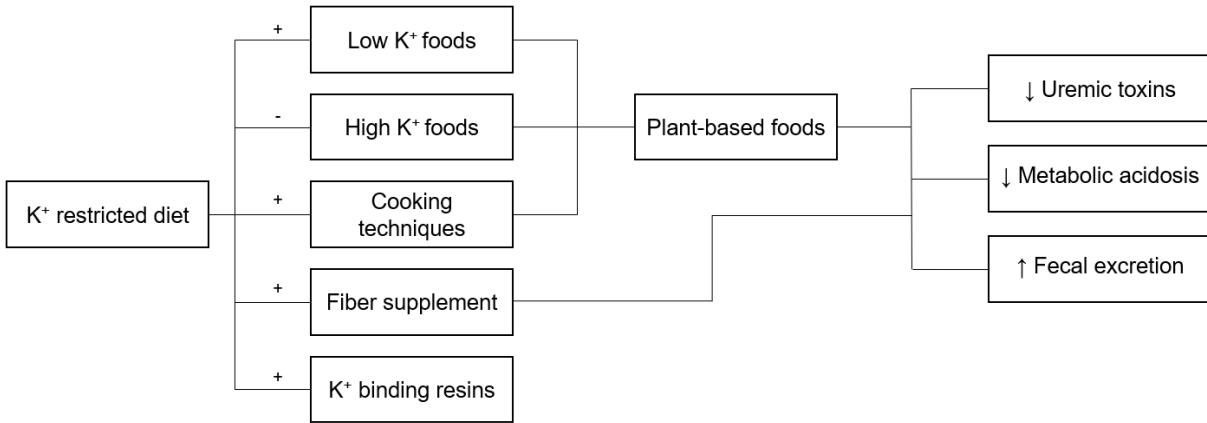 K⁺ restricted diet
+
Low K⁺ foods
-
High K⁺ foods
+
Cooking
techniques
+
Fiber supplement
+
K⁺ binding resins
Plant-based foods
↓ Uremic toxins
↓ Metabolic acidosis
↑ Fecal excretion